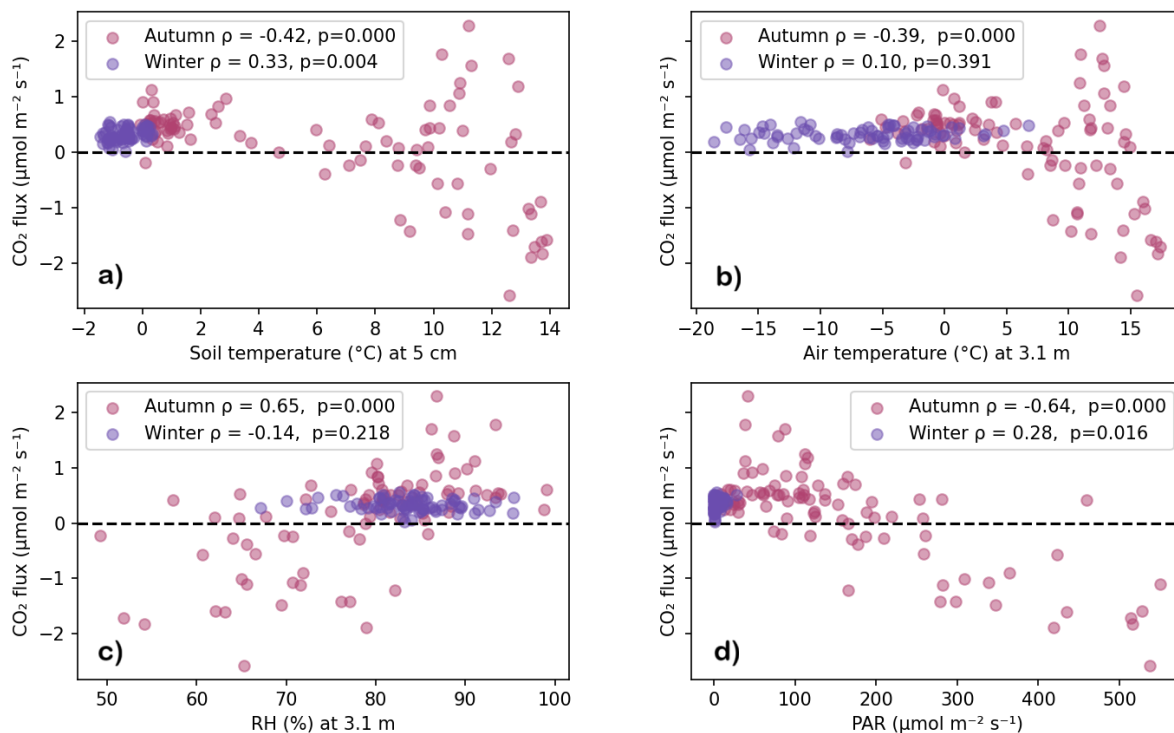 Autumn ρ = -0.42, p=0.000
Winter ρ = 0.33, p=0.004
CO₂ flux (μmol m⁻² s⁻¹)
2
1
0
−1
−2
a)
−2 0 2 4 6 8 10 12 14
Soil temperature (°C) at 5 cm
Autumn ρ = -0.39, p=0.000
Winter ρ = 0.10, p=0.391
CO₂ flux (μmol m⁻² s⁻¹)
b)
−20 −15 −10 −5 0 5 10 15
Air temperature (°C) at 3.1 m
Autumn ρ = 0.65, p=0.000
Winter ρ = -0.14, p=0.218
CO₂ flux (μmol m⁻² s⁻¹)
2
1
0
−1
−2
c)
50 60 70 80 90 100
RH (%) at 3.1 m
Autumn ρ = -0.64, p=0.000
Winter ρ = 0.28, p=0.016
CO₂ flux (μmol m⁻² s⁻¹)
d)
0 100 200 300 400 500
PAR (μmol m⁻² s⁻¹)